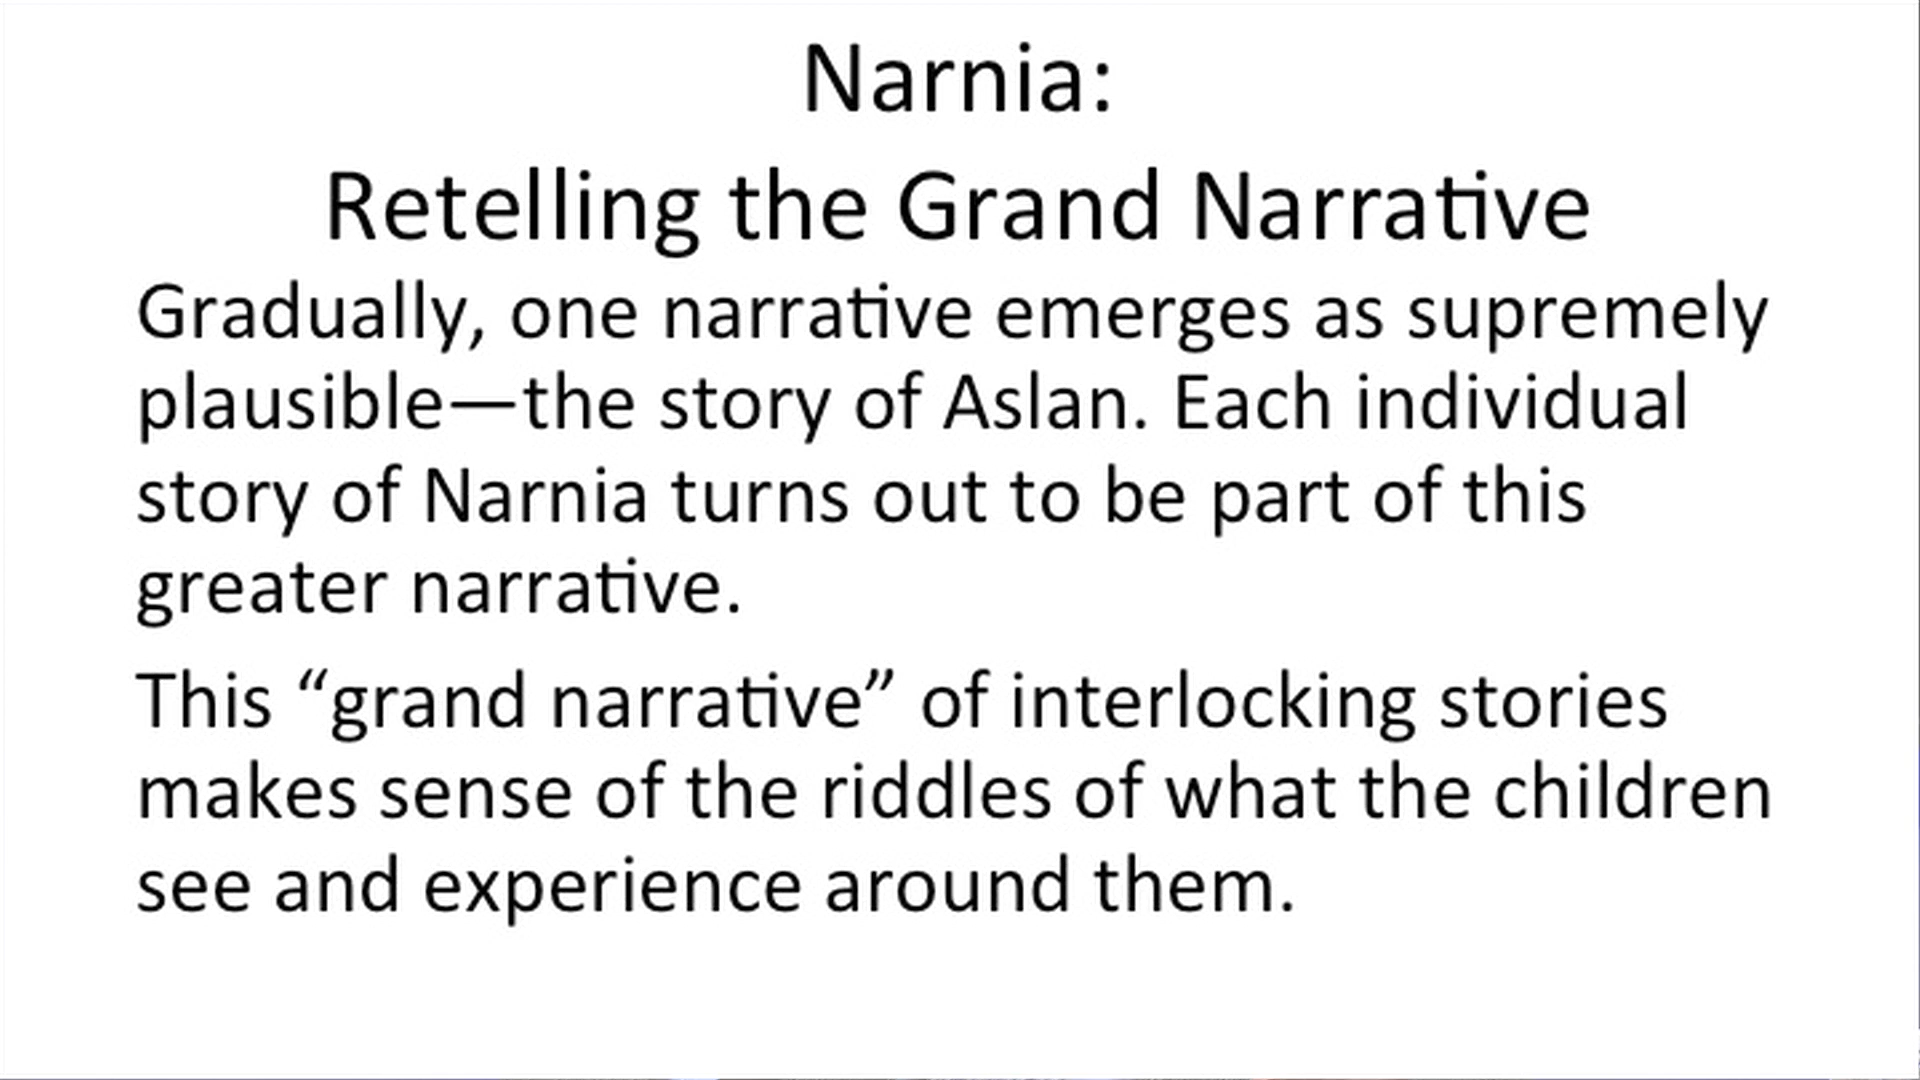 Narnia:
Retelling the Grand Narrative
Gradually, one narrative emerges as supremely
plausible—the story of Aslan. Each individual
story of Narnia turns out to be part of this
greater narrative.
This “grand narrative” of interlocking stories
makes sense of the riddles of what the children
see and experience around them.